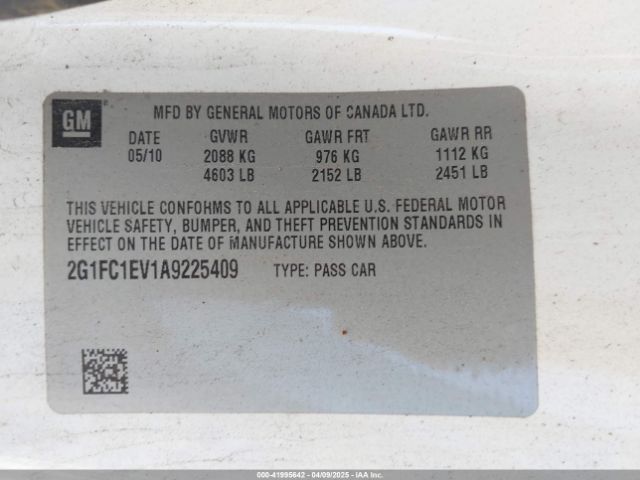 GM
MFD BY GENERAL MOTORS OF CANADA LTD.
DATE GVWR GAWR FRT GAWR RR
05/10 2088 KG 976 KG 1112 KG
4603 LB 2152 LB 2451 LB
THIS VEHICLE CONFORMS TO ALL APPLICABLE U.S. FEDERAL MOTOR
VEHICLE SAFETY, BUMPER, AND THEFT PREVENTION STANDARDS IN
EFFECT ON THE DATE OF MANUFACTURE SHOWN ABOVE.
2G1FC1EV1A9225409 TYPE: PASS CAR
000-41995642 - 04/09/2025 - IAAI.COM